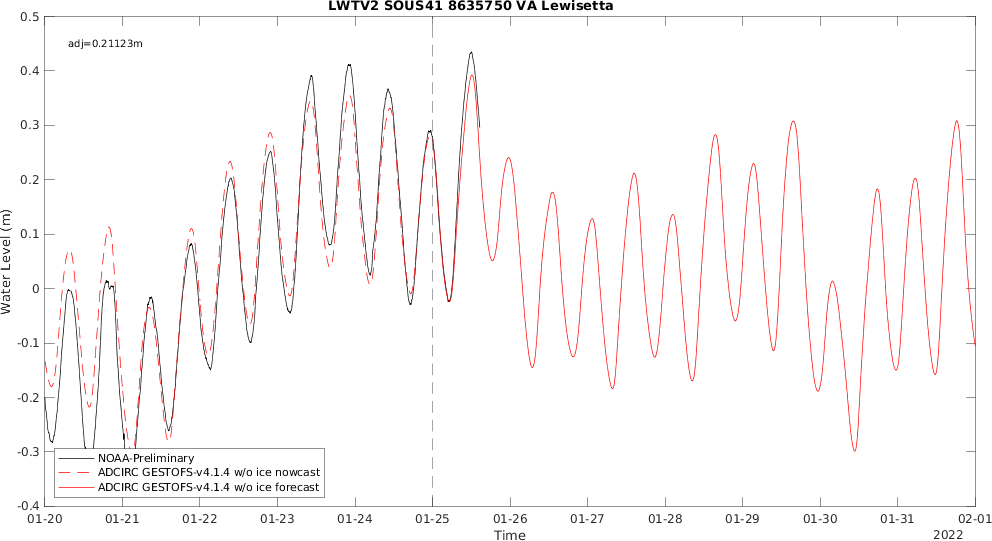 LWTV2 SOUS41 8635750 VA Lewisetta
adj=0.21123m
Water Level (m)
0.5
0.4
0.3
0.2
0.1
0
-0.1
-0.2
-0.3
-0.4
NOAA-Preliminary
ADCIRC GESTOFS-v4.1.4 w/o ice nowcast
ADCIRC GESTOFS-v4.1.4 w/o ice forecast
01-20 01-21 01-22 01-23 01-24 01-25 01-26 01-27 01-28 01-29 01-30 01-31 02-01
Time
2022